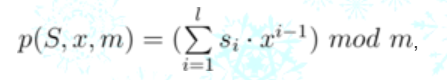 p(S, x, m) = (∑_{i=1}^{l} s_i · x^{i−1}) mod m,